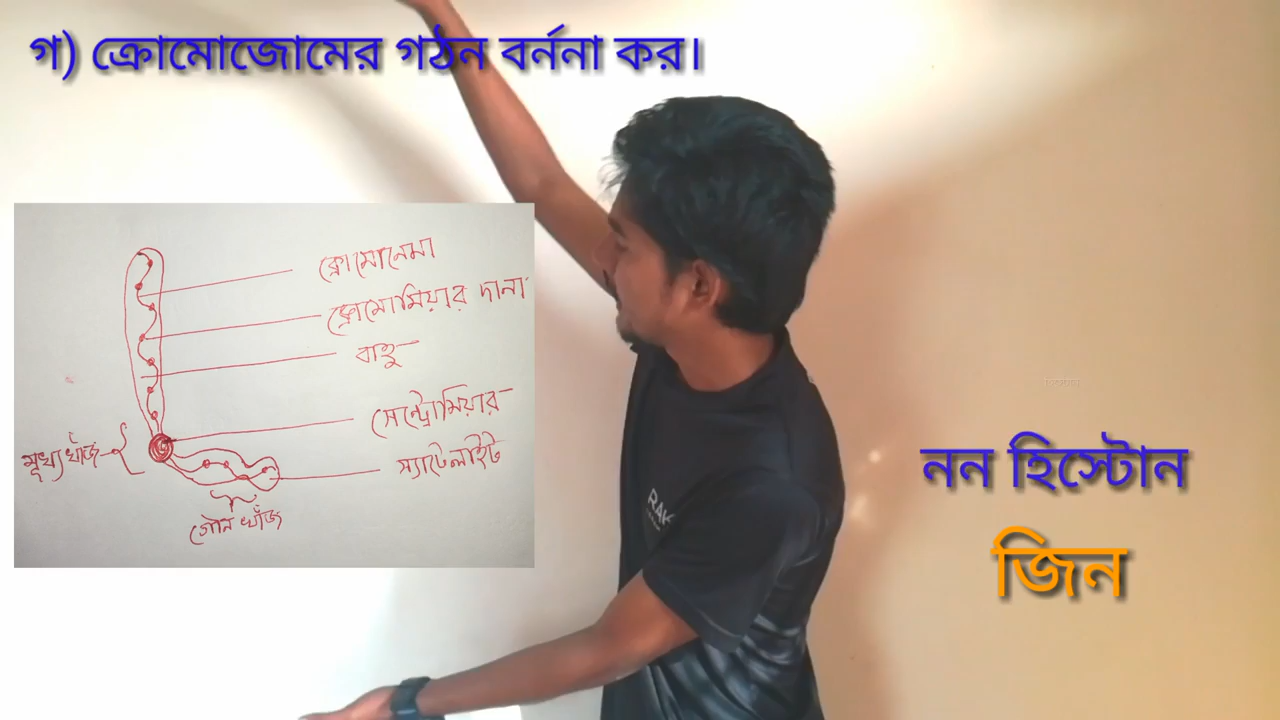 গ) ক্রোমোজোমের গঠন বর্ননা কর।
ক্রোমোনেমা
ক্রোমোমিয়ার দানা
বাহু
সেন্ট্রোমিয়ার
মূখ্য খাঁজ
স্যাটেলাইট
গৌন খাঁজ
নন হিস্টোন
জিন